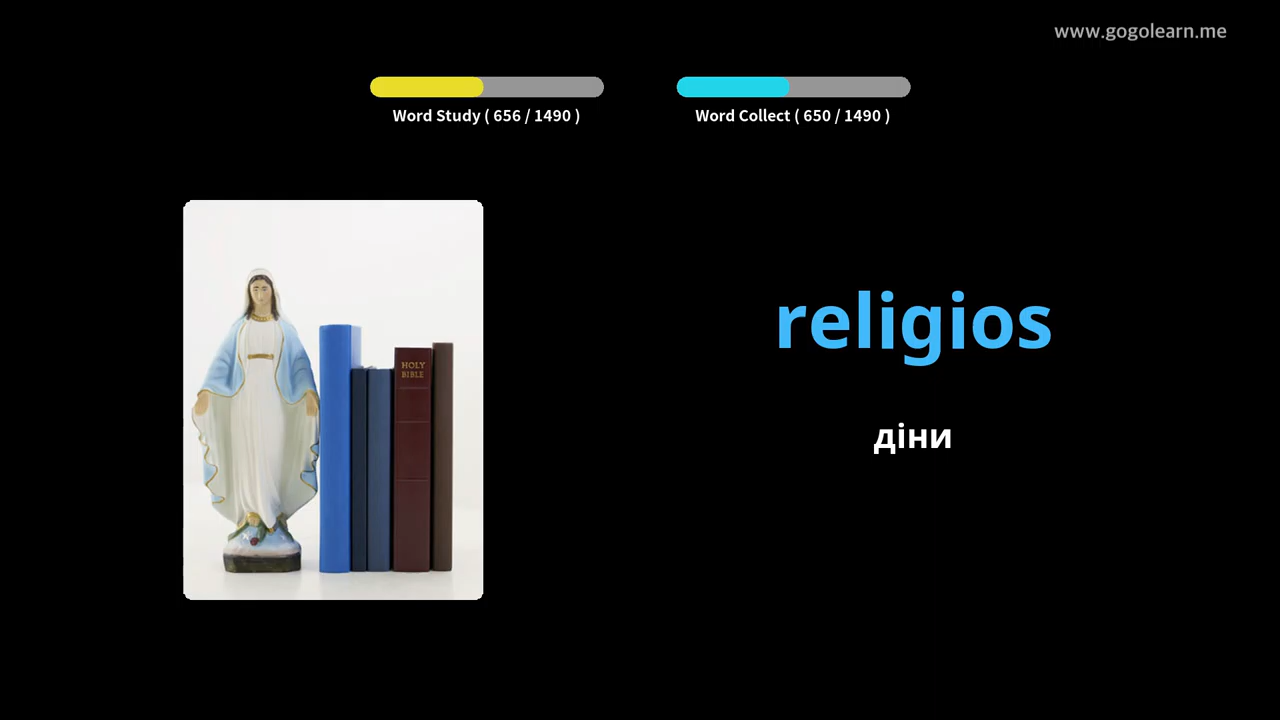 www.gogolearn.me
Word Study ( 656 / 1490 )
Word Collect ( 650 / 1490 )
HOLY
BIBLE
religios
діни